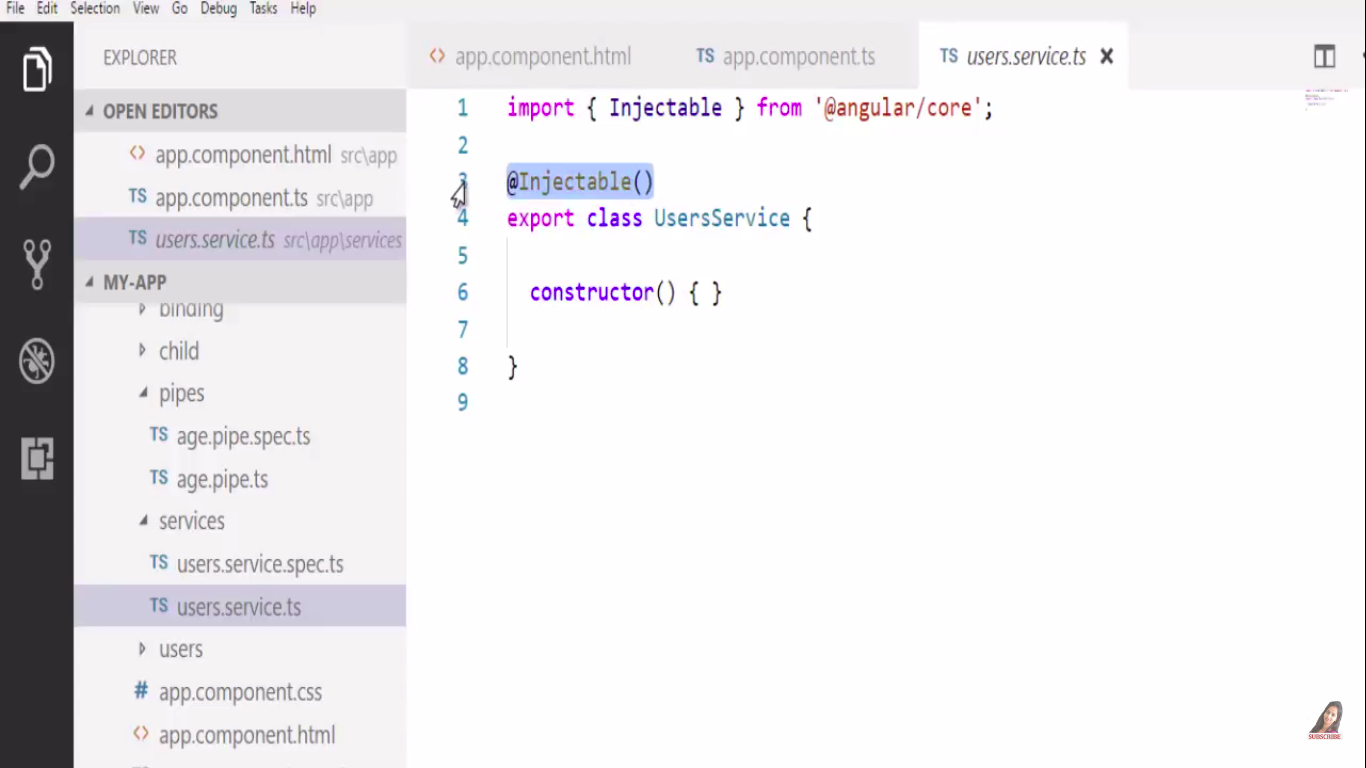 File Edit Selection View Go Debug Tasks Help
EXPLORER
OPEN EDITORS
app.component.html src\app
TS app.component.ts src\app
TS users.service.ts src\app\services
MY-APP
binding
child
pipes
TS age.pipe.spec.ts
TS age.pipe.ts
services
TS users.service.spec.ts
TS users.service.ts
users
# app.component.css
<> app.component.html
<> app.component.html
TS app.component.ts
TS users.service.ts
1 import { Injectable } from '@angular/core';
2
3 @Injectable()
4 export class UsersService {
5
6 constructor() { }
7
8 }
9
SUBSCRIBE